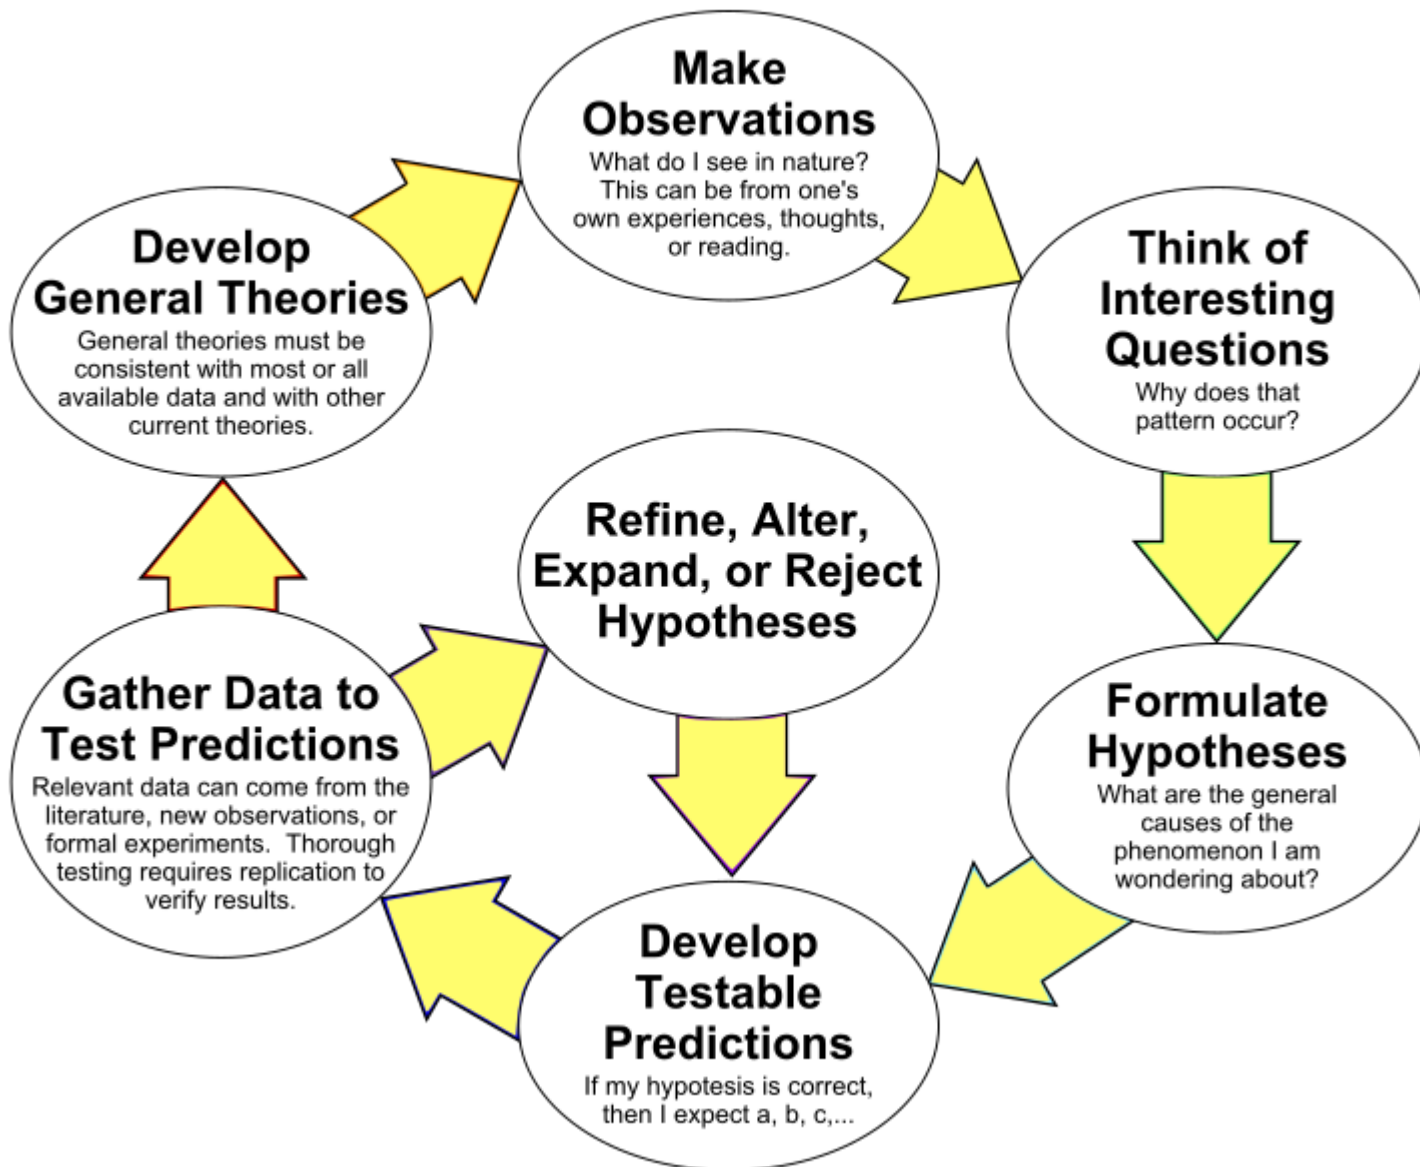 Make
Observations
What do I see in nature?
This can be from one's
own experiences, thoughts,
or reading.
Think of
Interesting
Questions
Why does that
pattern occur?
Formulate
Hypotheses
What are the general
causes of the
phenomenon I am
wondering about?
Develop
Testable
Predictions
If my hypotesis is correct,
then I expect a, b, c,...
Gather Data to
Test Predictions
Relevant data can come from the
literature, new observations, or
formal experiments. Thorough
testing requires replication to
verify results.
Refine, Alter,
Expand, or Reject
Hypotheses
Develop
General Theories
General theories must be
consistent with most or all
available data and with other
current theories.